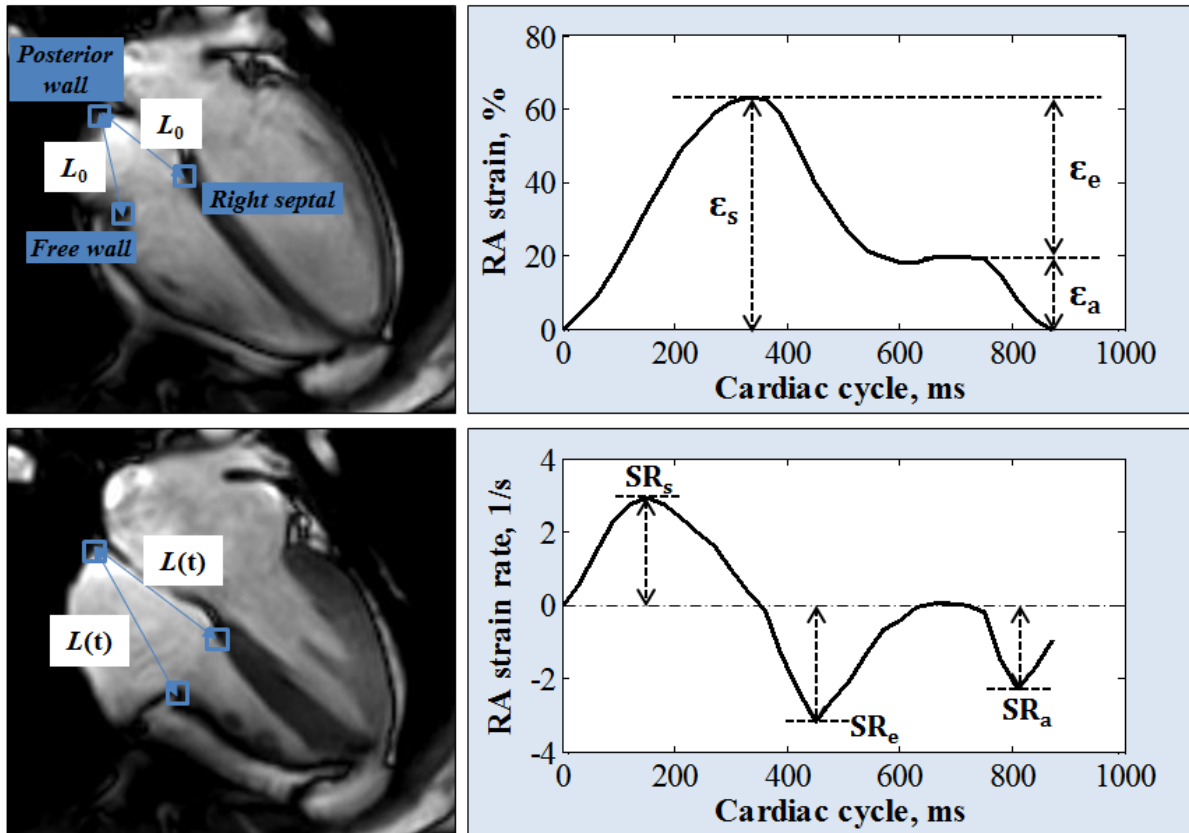 Posterior
wall
L₀
L₀
Right septal
Free wall
RA strain, %
80
60
40
20
0
εₛ
εₑ
εₐ
0 200 400 600 800 1000
Cardiac cycle, ms
L(t)
L(t)
RA strain rate, 1/s
4
2
0
-2
-4
SRₛ
SRₑ
SRₐ
0 200 400 600 800 1000
Cardiac cycle, ms